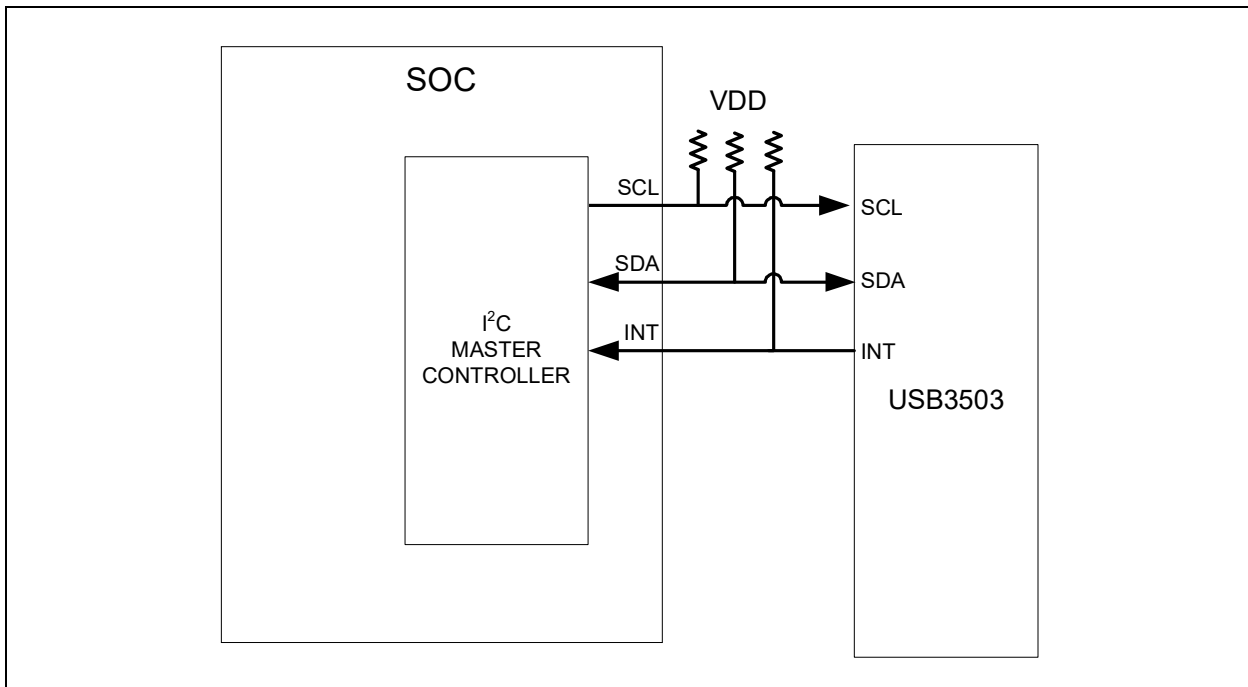 SOC
VDD
SCL
SCL
SDA
SDA
INT
INT
I²C
MASTER
CONTROLLER
USB3503